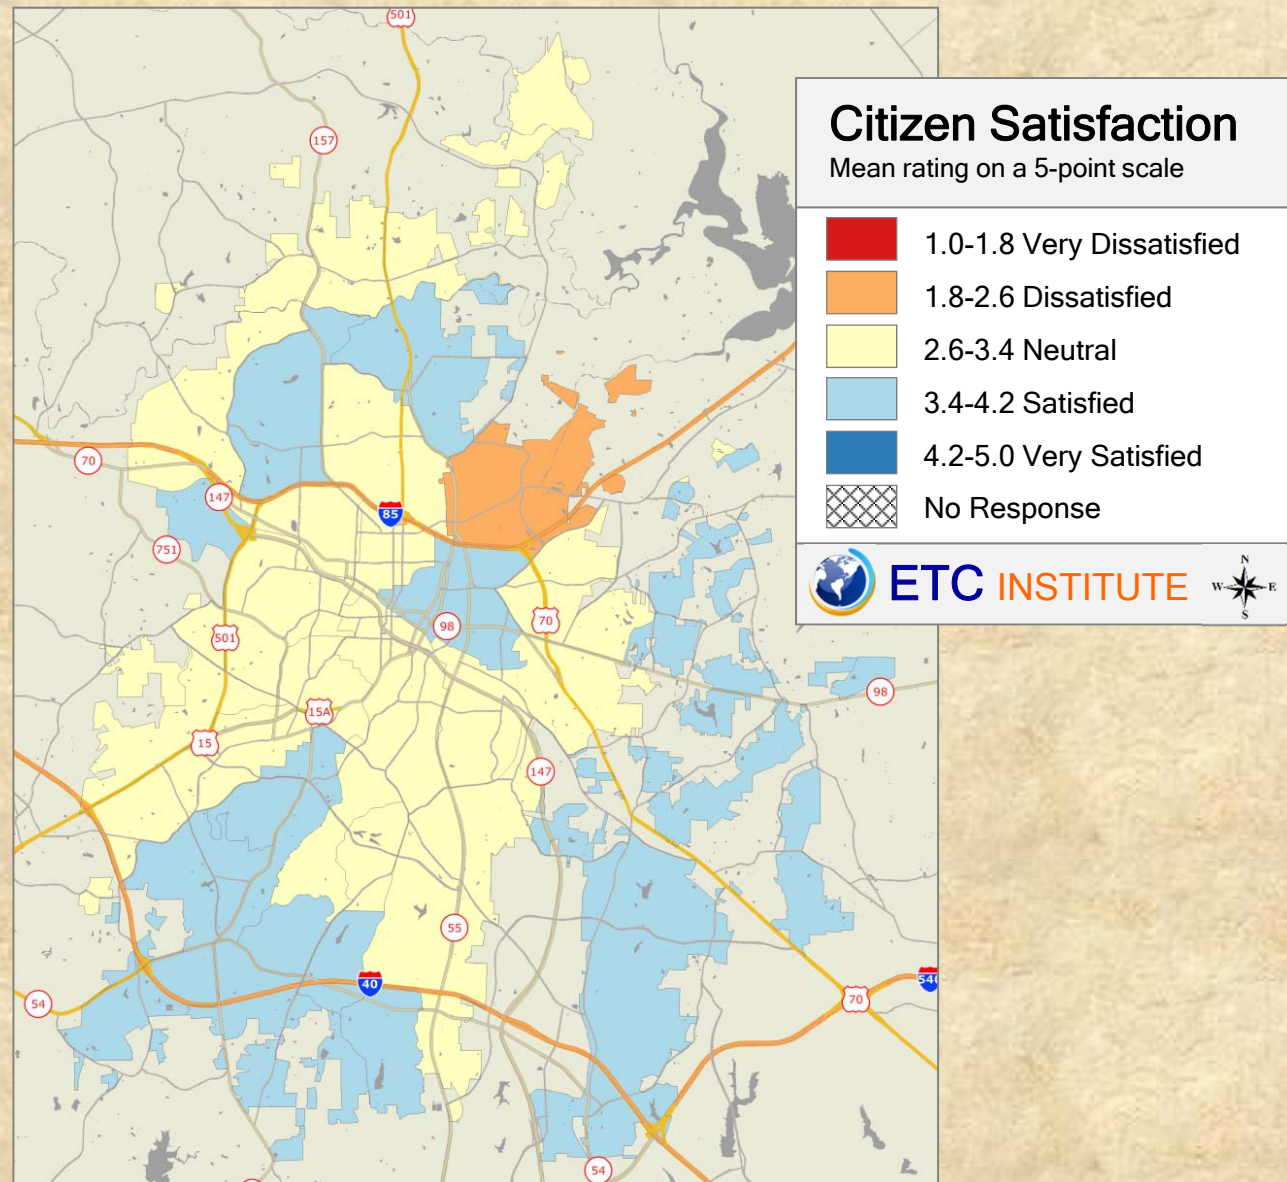 501
157
Citizen Satisfaction
Mean rating on a 5-point scale
1.0-1.8 Very Dissatisfied
1.8-2.6 Dissatisfied
2.6-3.4 Neutral
3.4-4.2 Satisfied
4.2-5.0 Very Satisfied
No Response
ETC INSTITUTE
N
W E
S
70
147
85
751
98
70
501
98
15A
15
147
55
40
540
70
54
54